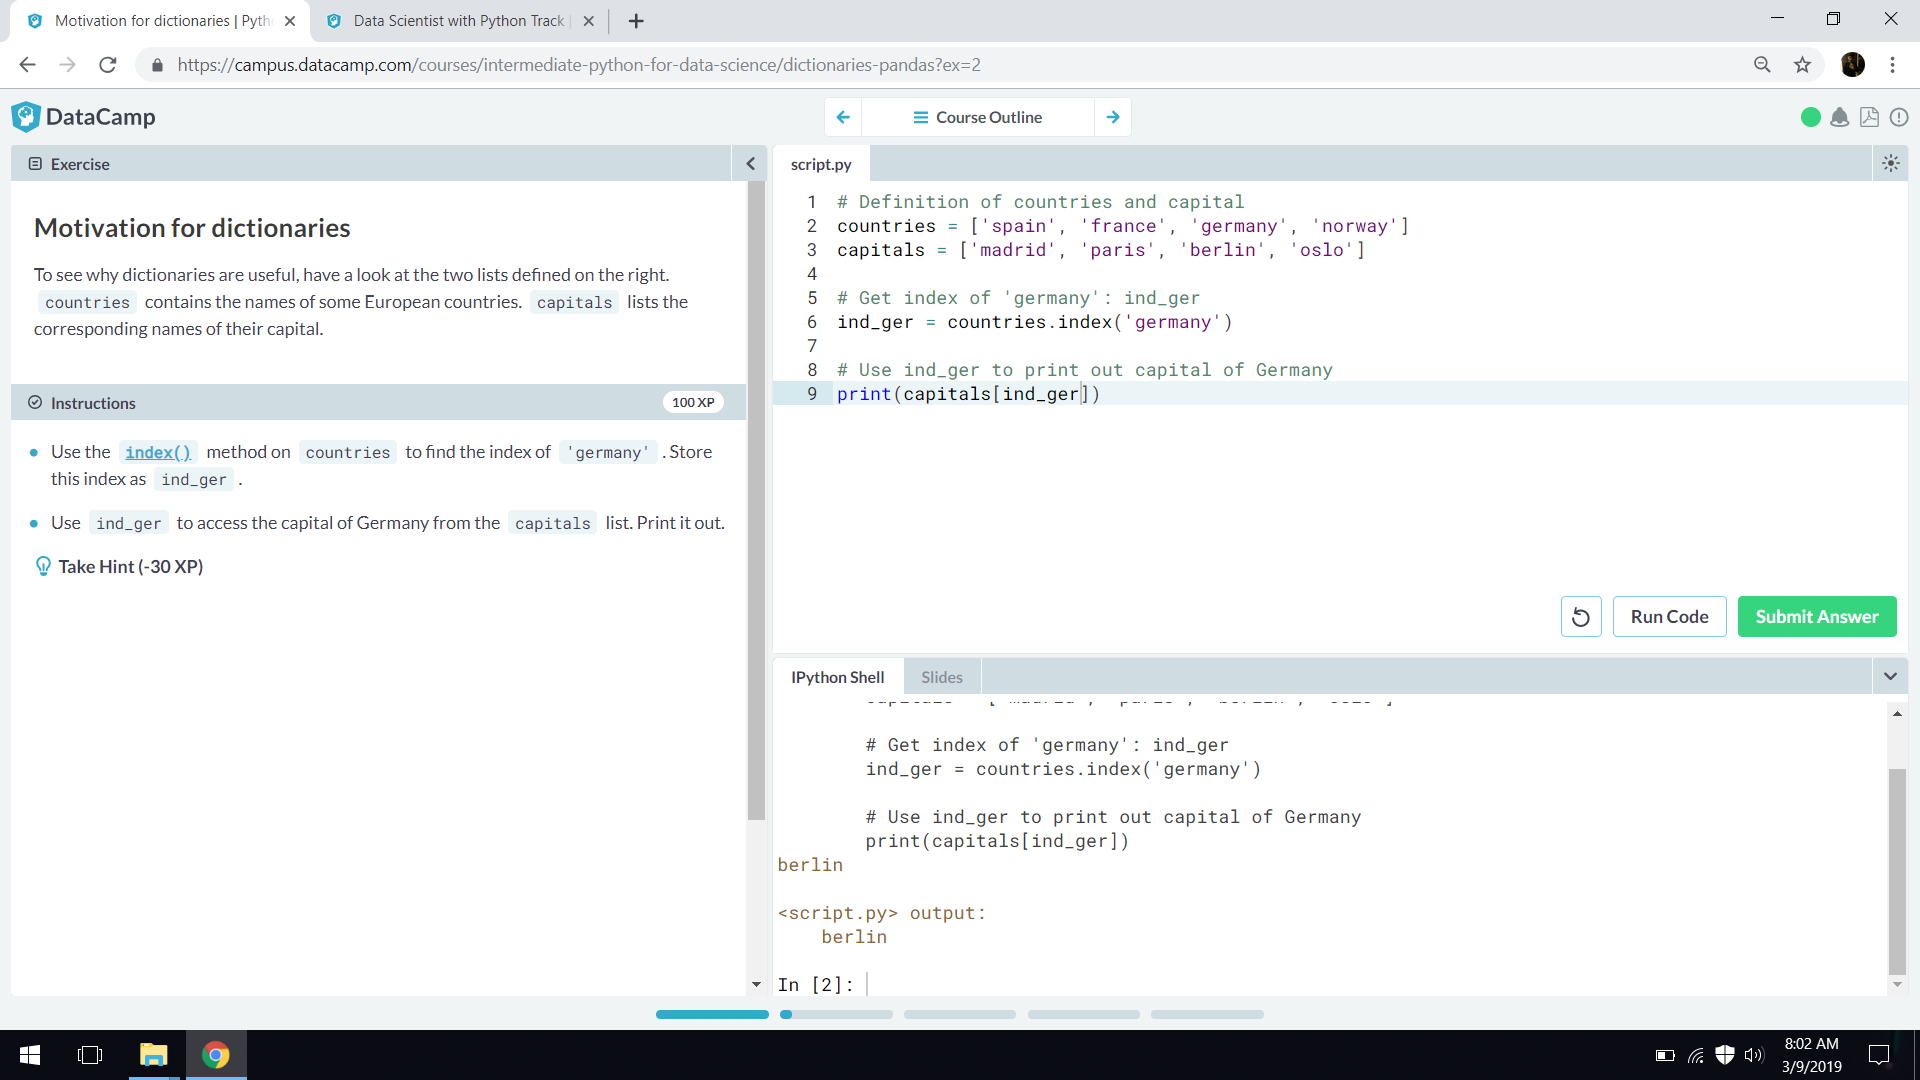 Motivation for dictionaries | Pyth
Data Scientist with Python Track
https://campus.datacamp.com/courses/intermediate-python-for-data-science/dictionaries-pandas?ex=2
DataCamp
Course Outline
Exercise
Motivation for dictionaries
To see why dictionaries are useful, have a look at the two lists defined on the right.
countries contains the names of some European countries. capitals lists the
corresponding names of their capital.
Instructions
100 XP
Use the index() method on countries to find the index of 'germany' . Store
this index as ind_ger .
Use ind_ger to access the capital of Germany from the capitals list. Print it out.
Take Hint (-30 XP)
script.py
1 # Definition of countries and capital
2 countries = ['spain', 'france', 'germany', 'norway']
3 capitals = ['madrid', 'paris', 'berlin', 'oslo']
4
5 # Get index of 'germany': ind_ger
6 ind_ger = countries.index('germany')
7
8 # Use ind_ger to print out capital of Germany
9 print(capitals[ind_ger])
Run Code
Submit Answer
IPython Shell
Slides
capitals = ['madrid', 'paris', 'berlin', 'oslo']
# Get index of 'germany': ind_ger
ind_ger = countries.index('germany')
# Use ind_ger to print out capital of Germany
print(capitals[ind_ger])
berlin
<script.py> output:
berlin
In [2]:
8:02 AM
3/9/2019